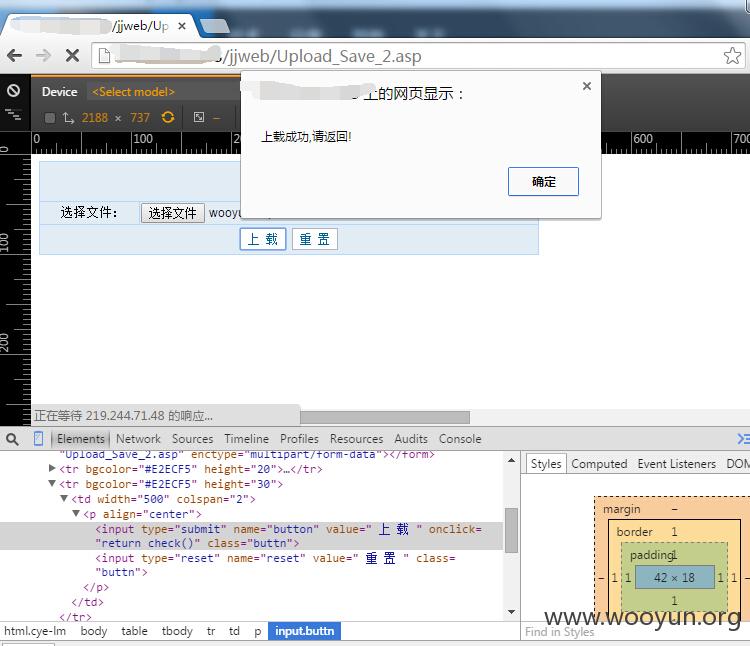 /jjweb/Up
/jjweb/Upload_Save_2.asp
Device <Select model>
上的网页显示：
2188 × 737
上载成功,请返回!
确定
0 100 600 700
0
100
200
选择文件： 选择文件
上 载 重 置
正在等待 219.244.71.48 的响应...
Elements Network Sources Timeline Profiles Resources Audits Console
"Upload_Save_2.asp" enctype="multipart/form-data"></form>
<tr bgcolor="#E2ECF5" height="20">…</tr>
<tr bgcolor="#E2ECF5" height="30">
<td width="500" colspan="2">
<p align="center">
<input type="submit" name="button" value=" 上 载 " onclick=
"return check()" class="buttn">
<input type="reset" name="reset" value=" 重 置 " class=
"buttn">
</p>
</td>
</tr>
html.cye-lm body table tbody tr td p input.buttn
Styles Computed Event Listeners DOM
margin –
border 1
padding 1
– 1 1 42 × 18 1 1 –
1
Find in Styles
www.wooyun.org